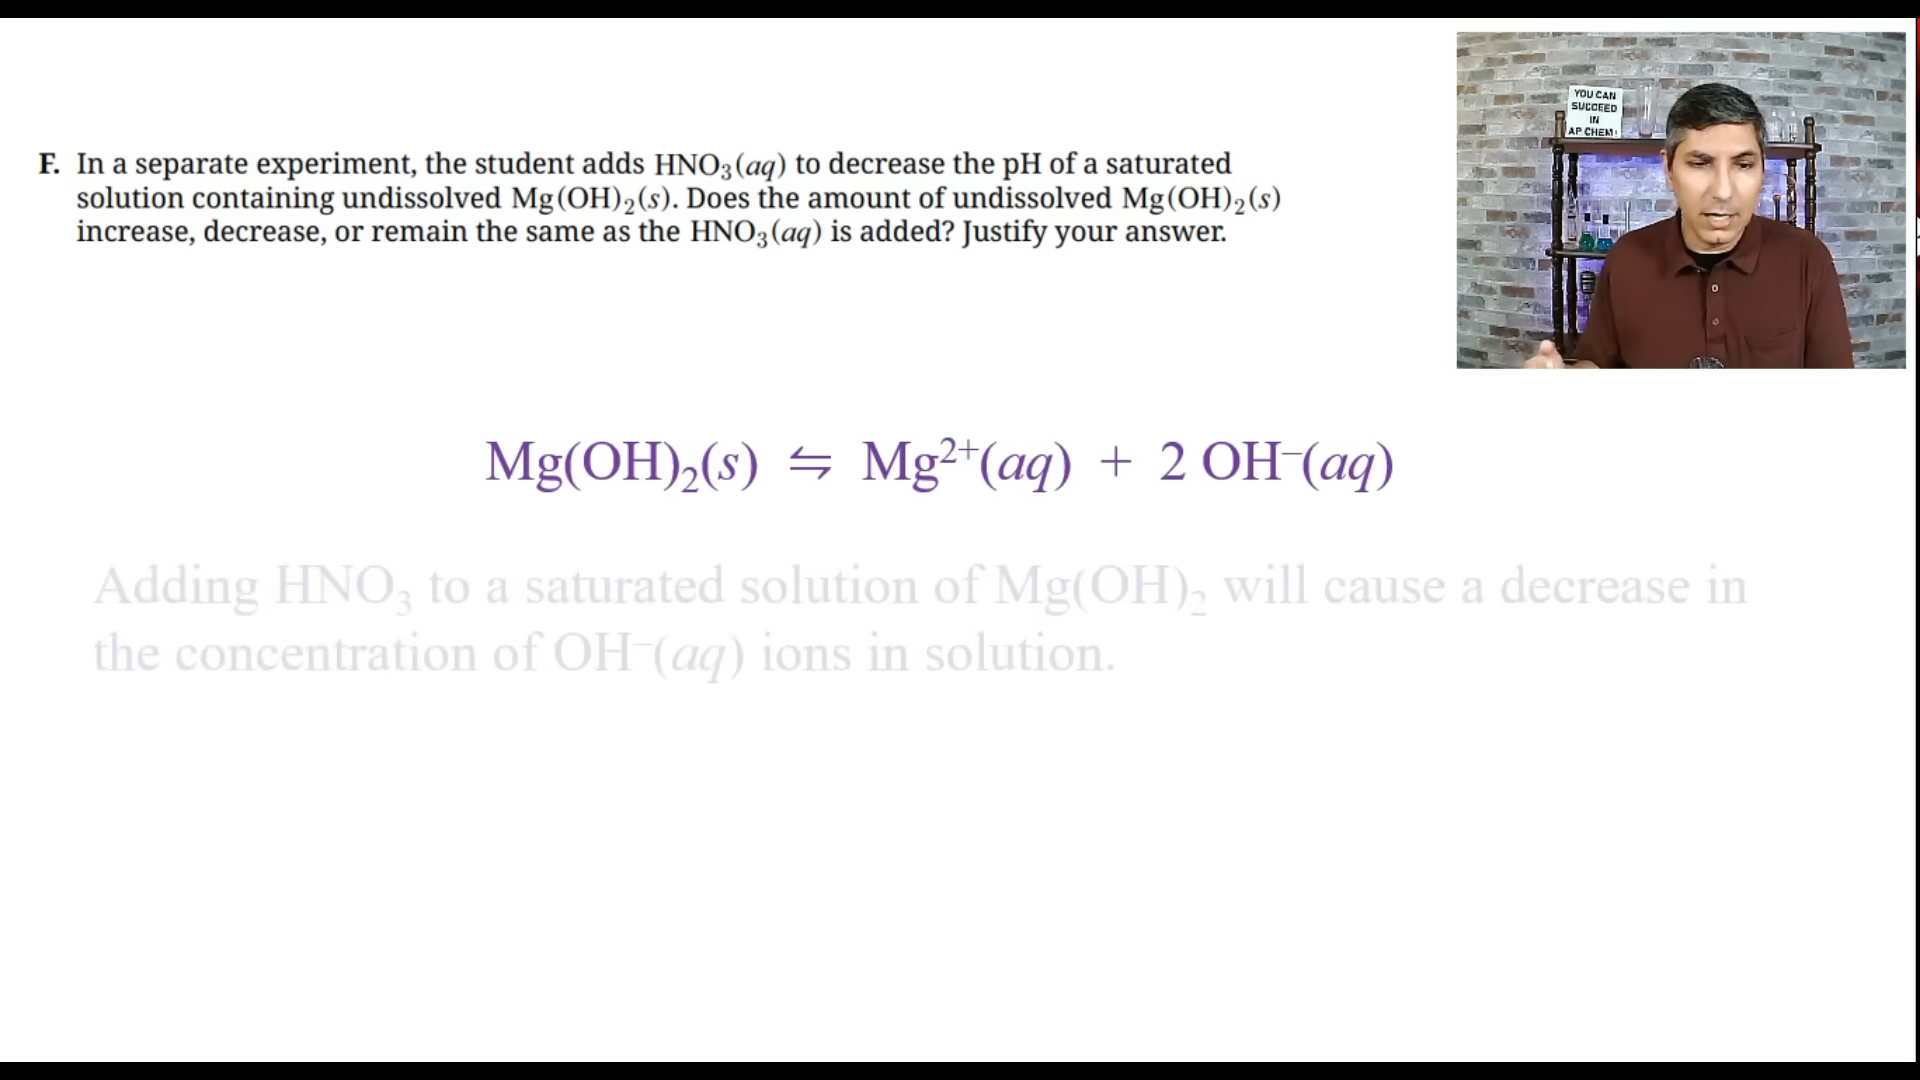 YOU CAN
SUCCEED
IN
AP CHEM!
F. In a separate experiment, the student adds HNO₃(aq) to decrease the pH of a saturated
solution containing undissolved Mg(OH)₂(s). Does the amount of undissolved Mg(OH)₂(s)
increase, decrease, or remain the same as the HNO₃(aq) is added? Justify your answer.
Mg(OH)₂(s) ⇋ Mg²⁺(aq) + 2 OH⁻(aq)
Adding HNO₃ to a saturated solution of Mg(OH)₂ will cause a decrease in
the concentration of OH⁻(aq) ions in solution.